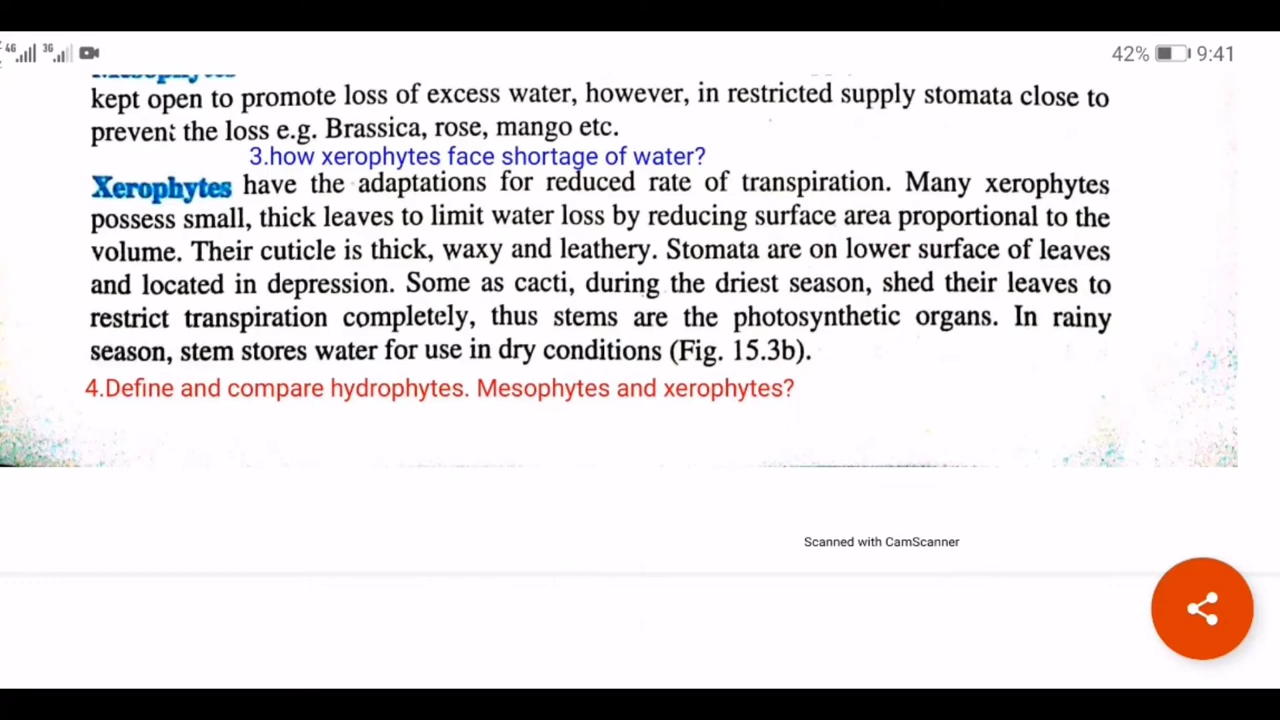 4G 3G 42% 9:41
Mesophytes
kept open to promote loss of excess water, however, in restricted supply stomata close to
prevent the loss e.g. Brassica, rose, mango etc.
3.how xerophytes face shortage of water?
Xerophytes have the adaptations for reduced rate of transpiration. Many xerophytes
possess small, thick leaves to limit water loss by reducing surface area proportional to the
volume. Their cuticle is thick, waxy and leathery. Stomata are on lower surface of leaves
and located in depression. Some as cacti, during the driest season, shed their leaves to
restrict transpiration completely, thus stems are the photosynthetic organs. In rainy
season, stem stores water for use in dry conditions (Fig. 15.3b).
4.Define and compare hydrophytes. Mesophytes and xerophytes?
Scanned with CamScanner